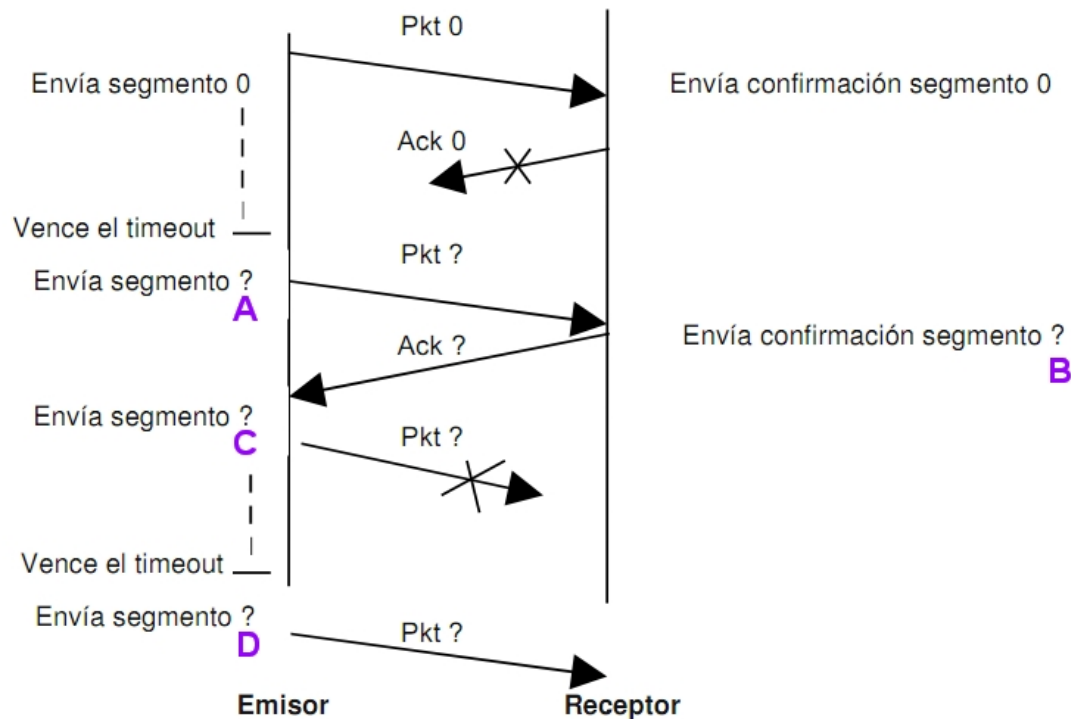 Pkt 0
Envía segmento 0
Envía confirmación segmento 0
Ack 0
Vence el timeout
Pkt ?
Envía segmento ?
A
Envía confirmación segmento ?
B
Ack ?
Envía segmento ?
C
Pkt ?
Vence el timeout
Envía segmento ?
D
Pkt ?
Emisor
Receptor